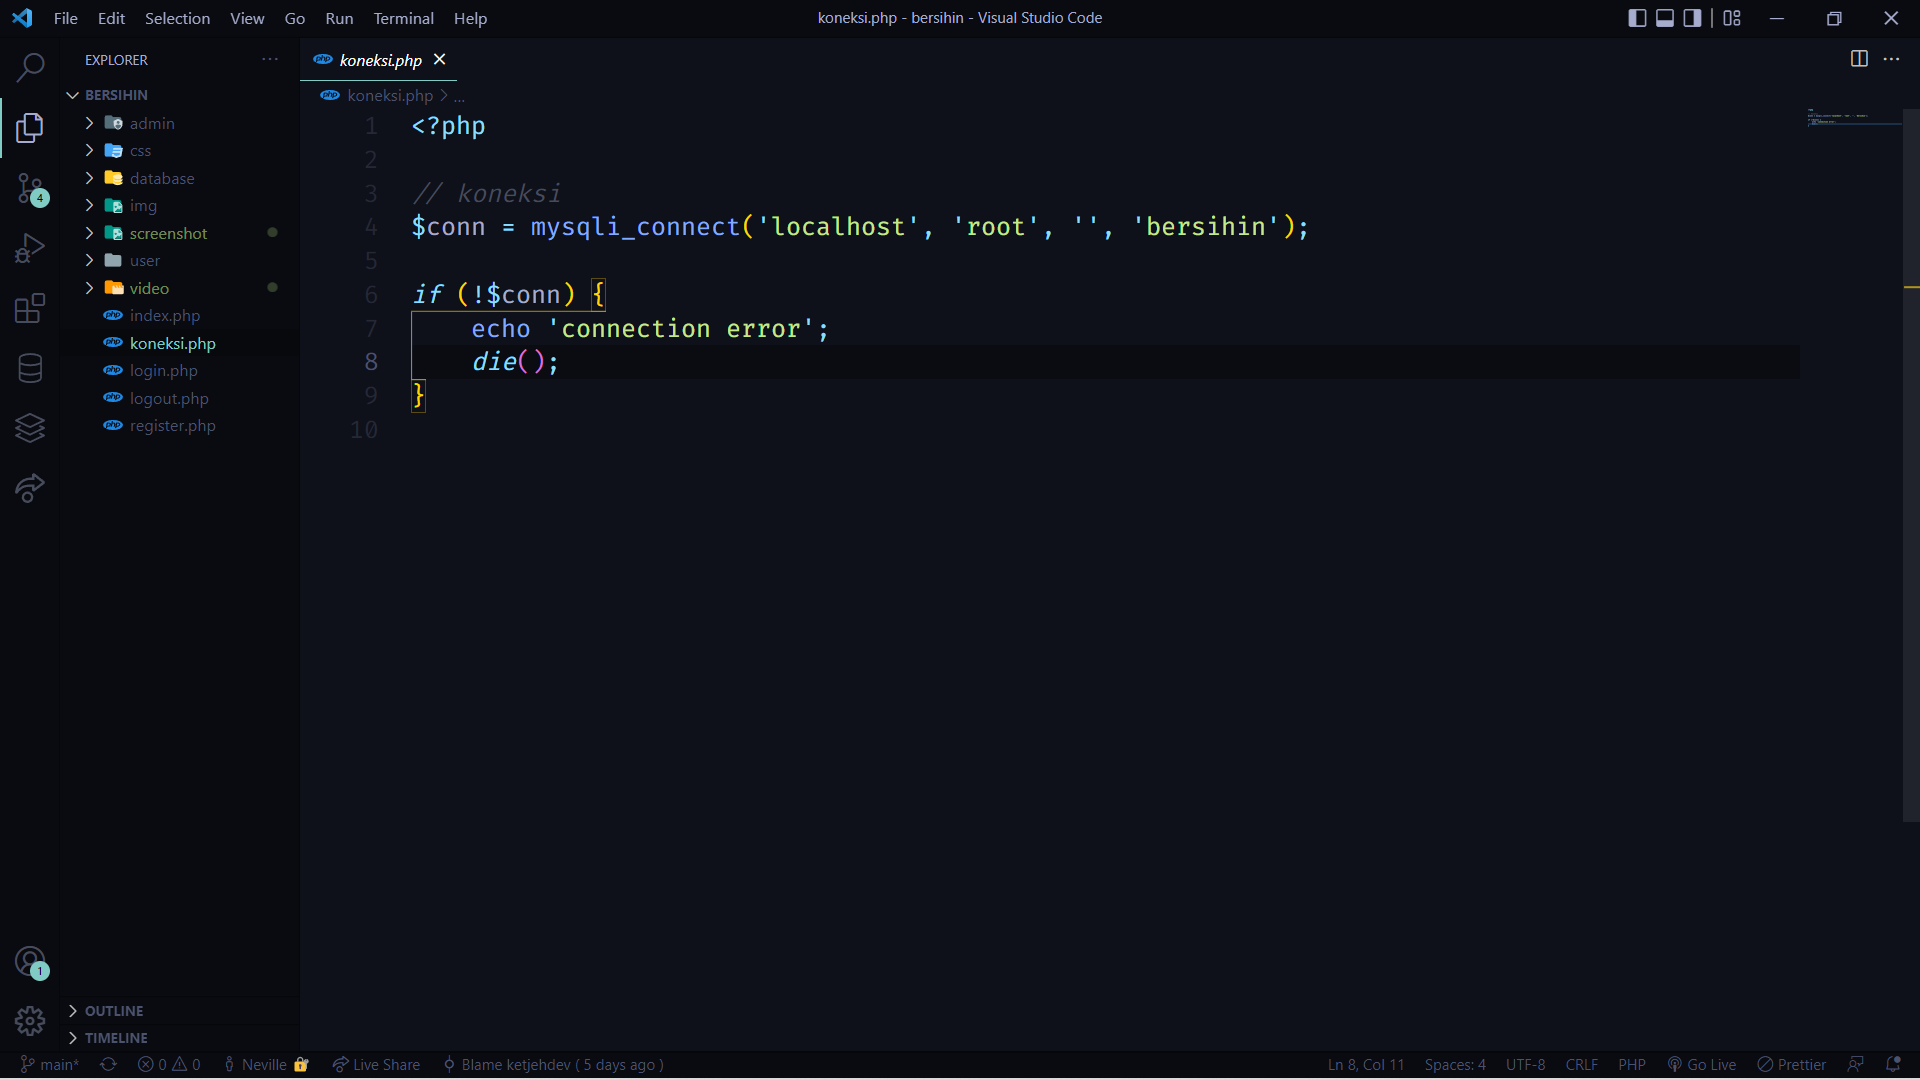 File Edit Selection View Go Run Terminal Help
koneksi.php - bersihin - Visual Studio Code
EXPLORER
BERSIHIN
admin
css
database
img
screenshot
user
video
index.php
koneksi.php
login.php
logout.php
register.php
OUTLINE
TIMELINE
koneksi.php
koneksi.php > ...
1 <?php
2
3 // koneksi
4 $conn = mysqli_connect('localhost', 'root', '', 'bersihin');
5
6 if (!$conn) {
7 echo 'connection error';
8 die();
9 }
10
4
1
main* 0 0 Neville Live Share Blame ketjehdev ( 5 days ago )
Ln 8, Col 11 Spaces: 4 UTF-8 CRLF PHP Go Live Prettier